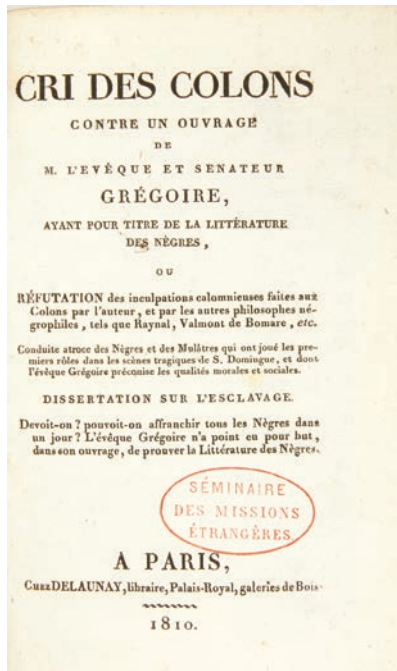 CRI DES COLONS
CONTRE UN OUVRAGE
DE
M. L'EVÊQUE ET SENATEUR
GRÉGOIRE,
AYANT POUR TITRE DE LA LITTÉRATURE
DES NÈGRES,
OU
RÉFUTATION des inculpations calomnieuses faites aux
Colons par l'auteur, et par les autres philosophes né-
grophiles, tels que Raynal, Valmont de Bomare, etc.
Conduite atroce des Nègres et des Mulâtres qui ont joué les pre-
miers rôles dans les scènes tragiques de S. Domingue, et dont
l'évêque Grégoire préconise les qualités morales et sociales.
DISSERTATION SUR L'ESCLAVAGE.
Devoit-on? pouvoit-on affranchir tous les Nègres dans
un jour? L'évêque Grégoire n'a point eu pour but,
dans son ouvrage, de prouver la Littérature des Nègres.
SÉMINAIRE
DES MISSIONS
ÉTRANGÈRES
A PARIS,
CHEZ DELAUNAY, libraire, Palais-Royal, galeries de Bois
1810.